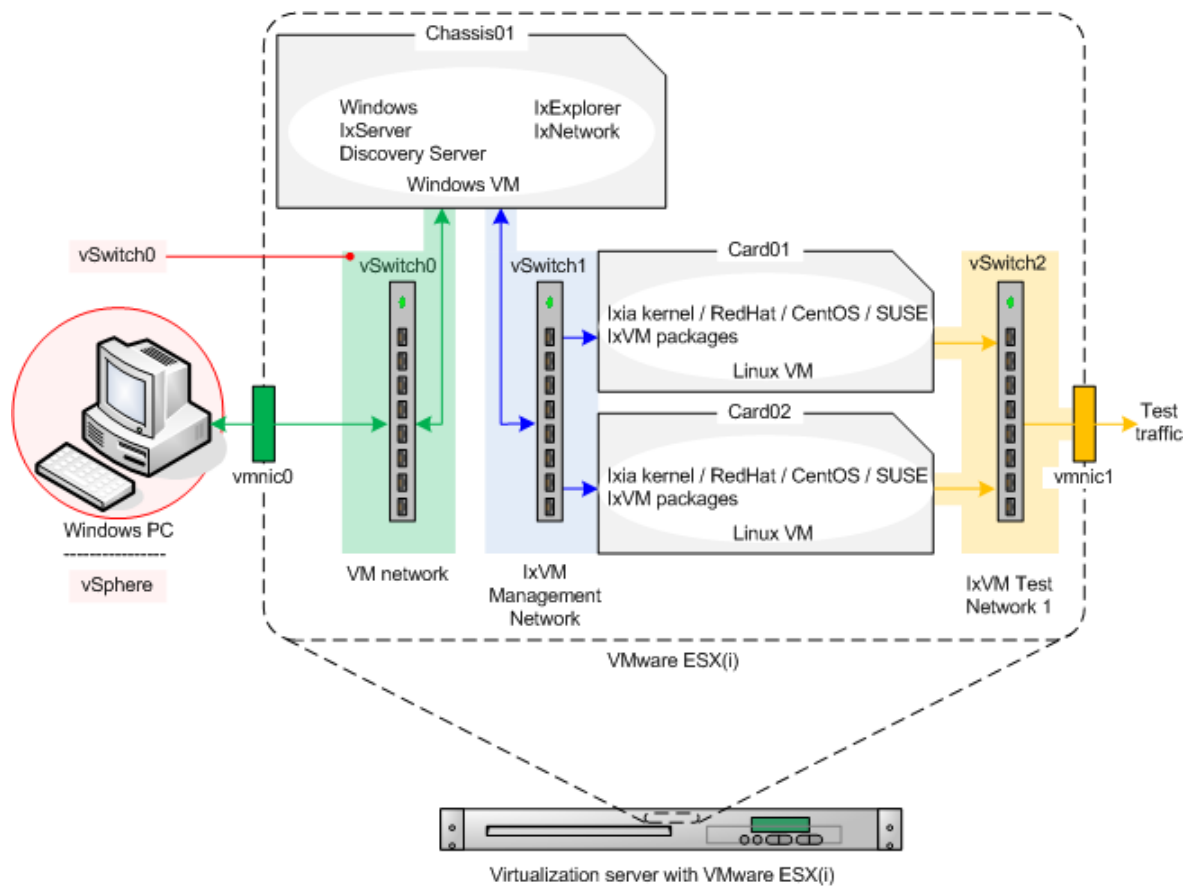 Chassis01
Windows
IxServer
Discovery Server
IxExplorer
IxNetwork
Windows VM
vSwitch0
vSwitch0
vSwitch1
Card01
Ixia kernel / RedHat / CentOS / SUSE
IxVM packages
Linux VM
vSwitch2
Card02
Ixia kernel / RedHat / CentOS / SUSE
IxVM packages
Linux VM
vmnic0
vmnic1
Test
traffic
Windows PC
----------------
vSphere
VM network
IxVM
Management
Network
IxVM Test
Network 1
VMware ESX(i)
Virtualization server with VMware ESX(i)